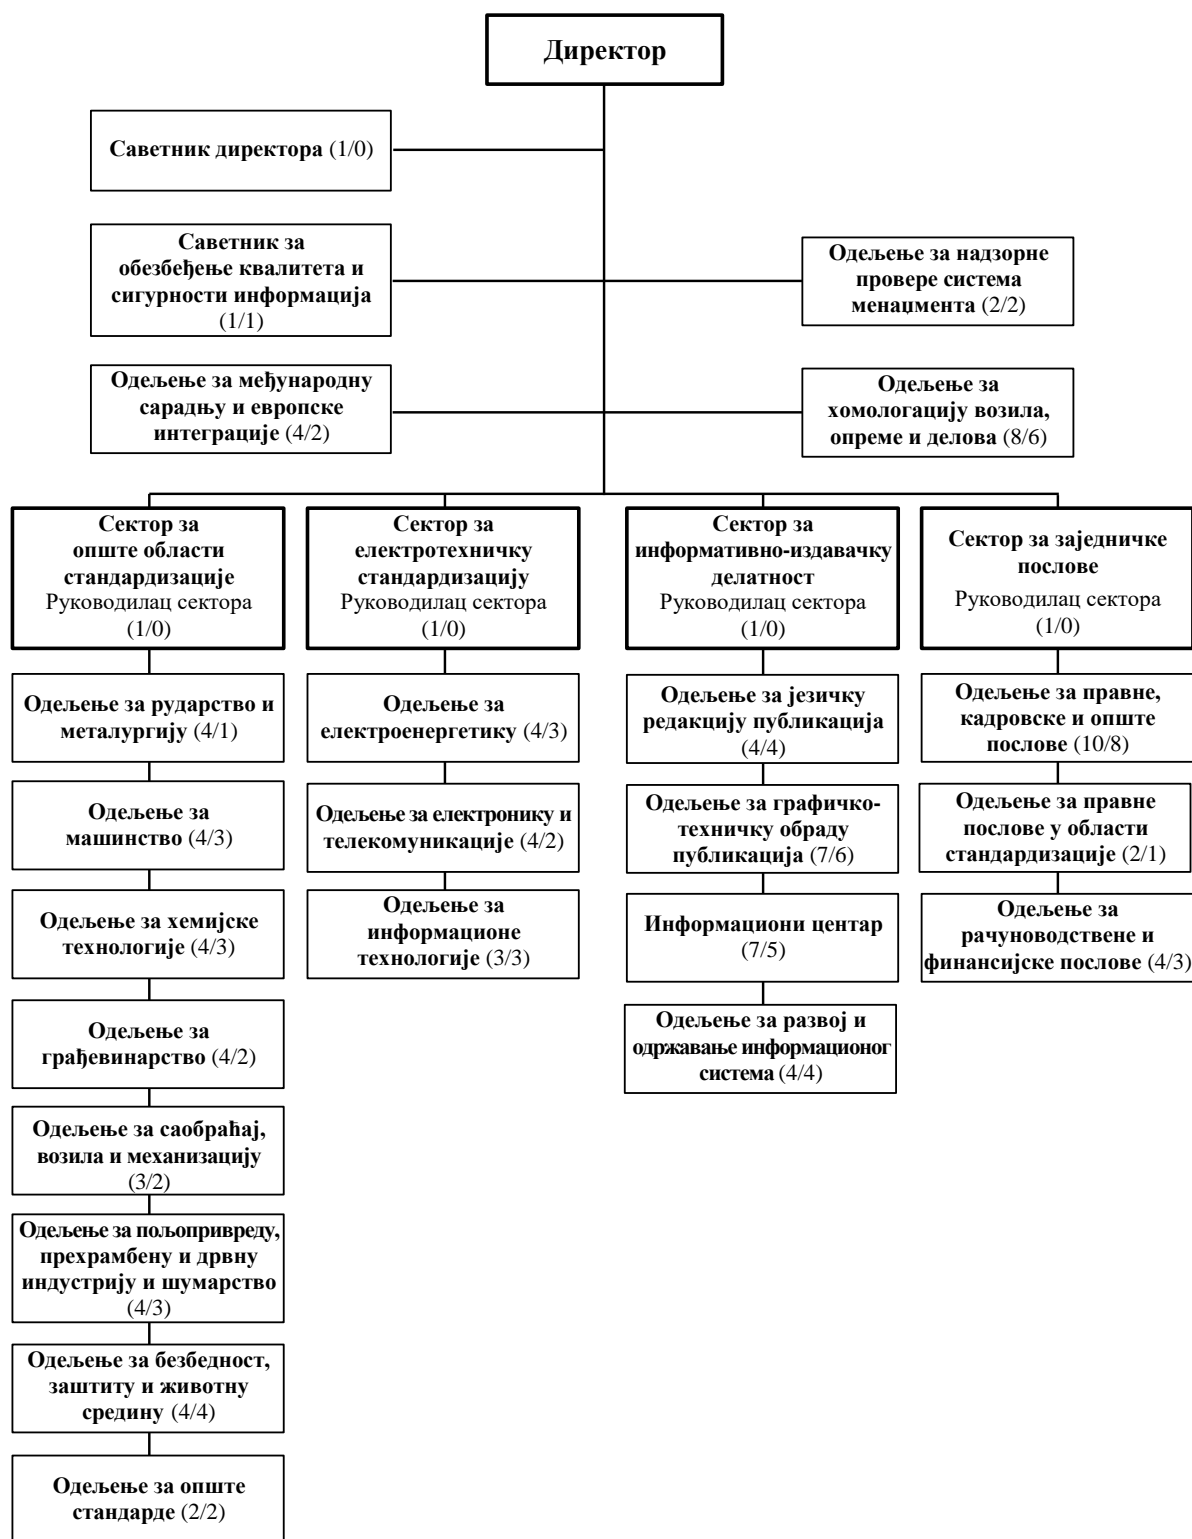 Директор
Саветник директора (1/0)
Саветник за
обезбеђење квалитета и
сигурности информација
(1/1)
Одељење за надзорне
провере система
менаџмента (2/2)
Одељење за међународну
сарадњу и европске
интеграције (4/2)
Одељење за
хомологацију возила,
опреме и делова (8/6)
Сектор за
опште области
стандардизације
Руководилац сектора
(1/0)
Сектор за
електротехничку
стандардизацију
Руководилац сектора
(1/0)
Сектор за
информативно-издавачку
делатност
Руководилац сектора
(1/0)
Сектор за заједничке
послове
Руководилац сектора
(1/0)
Одељење за рударство и
металургију (4/1)
Одељење за
машинство (4/3)
Одељење за хемијске
технологије (4/3)
Одељење за
грађевинарство (4/2)
Одељење за саобраћај,
возила и механизацију
(3/2)
Одељење за пољопривреду,
прехрамбену и дрвну
индустрију и шумарство
(4/3)
Одељење за безбедност,
заштиту и животну
средину (4/4)
Одељење за опште
стандарде (2/2)
Одељење за
електроенергетику (4/3)
Одељење за електронику и
телекомуникације (4/2)
Одељење за
информационе
технологије (3/3)
Одељење за језичку
редакцију публикација
(4/4)
Одељење за графичко-
техничку обраду
публикација (7/6)
Информациони центар
(7/5)
Одељење за развој и
одржавање информационог
система (4/4)
Одељење за правне,
кадровске и опште
послове (10/8)
Одељење за правне
послове у области
стандардизације (2/1)
Одељење за
рачуноводствене и
финансијске послове (4/3)